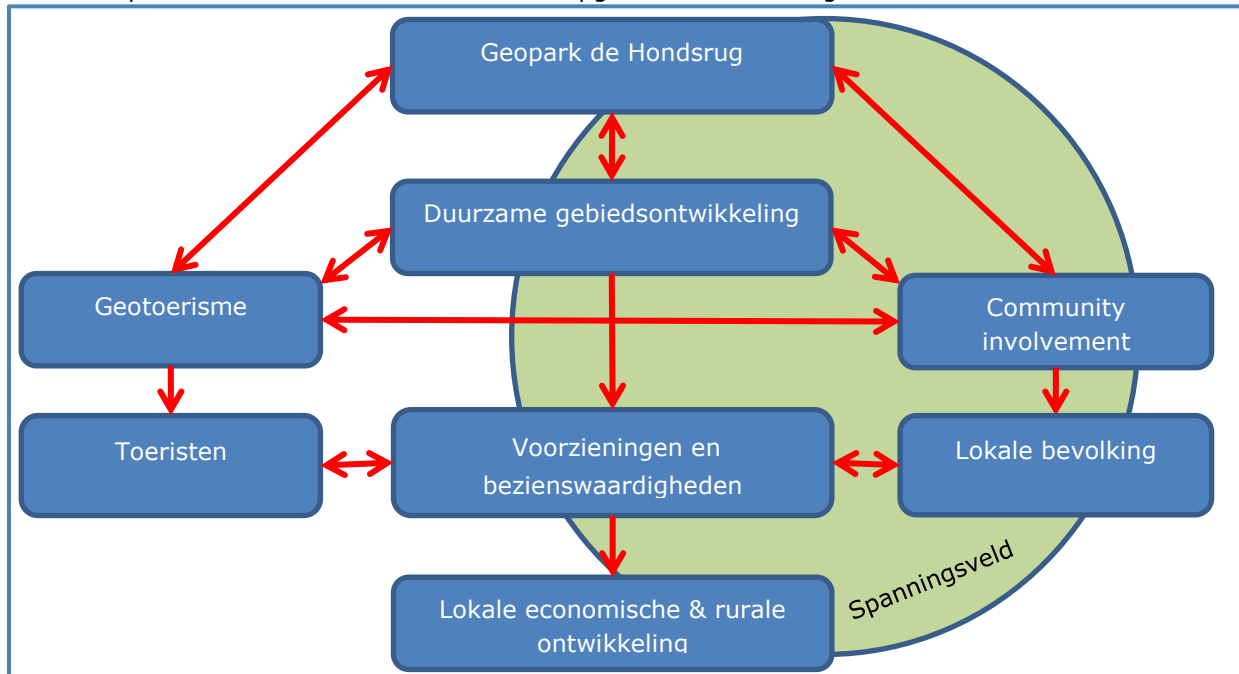 Geopark de Hondsrug
Duurzame gebiedsontwikkeling
Geotoerisme
Community
involvement
Toeristen
Voorzieningen en
bezienswaardigheden
Lokale bevolking
Spanningsveld
Lokale economische & rurale
ontwikkeling